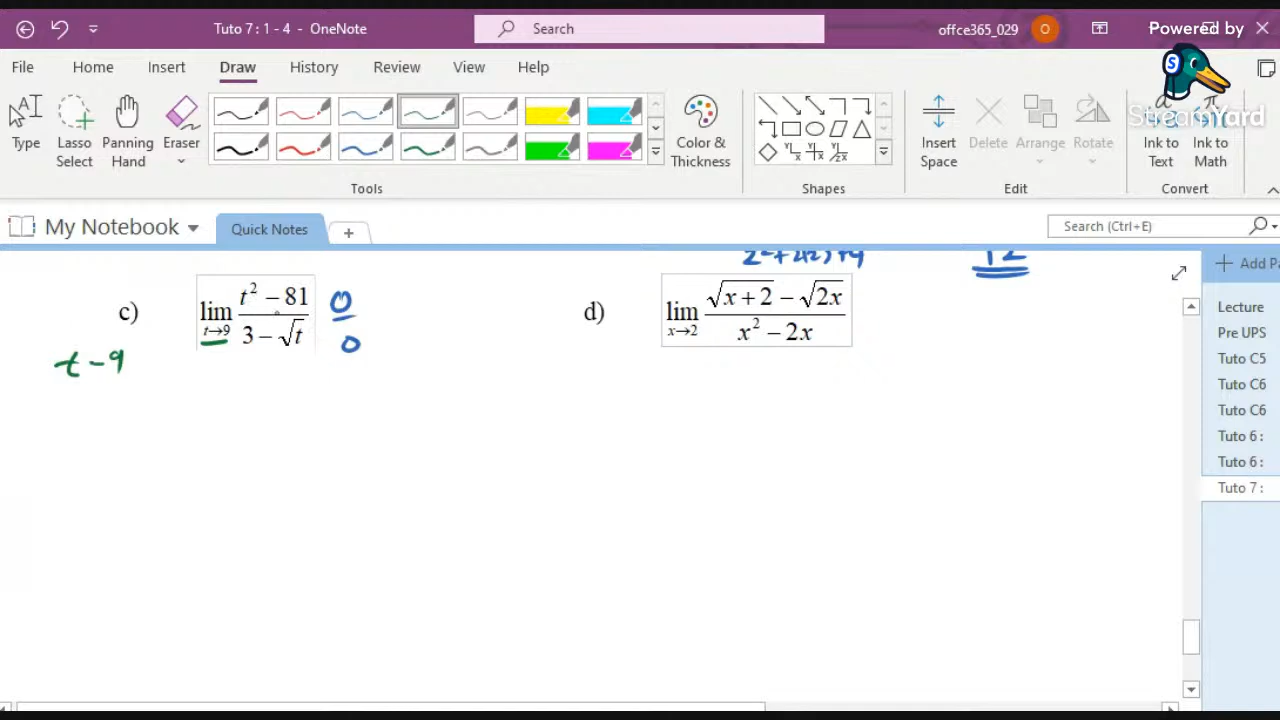 Tuto 7 : 1 - 4 - OneNote
Search
offce365_029
O
Powered by
StreamYard
File Home Insert Draw History Review View Help
Type
Lasso Select
Panning Hand
Eraser
Color & Thickness
Insert Space
Delete
Arrange
Rotate
Ink to Text
Ink to Math
Tools
Shapes
Edit
Convert
My Notebook
Quick Notes
+
Search (Ctrl+E)
Add Pa
Lecture
Pre UPS
Tuto C5
Tuto C6
Tuto C6
Tuto 6 :
Tuto 6 :
Tuto 7 :
12
c) lim t→9 (t² − 81)/(3 − √t) 0/0
t − 9
d) lim x→2 (√(x + 2) − √(2x))/(x² − 2x)